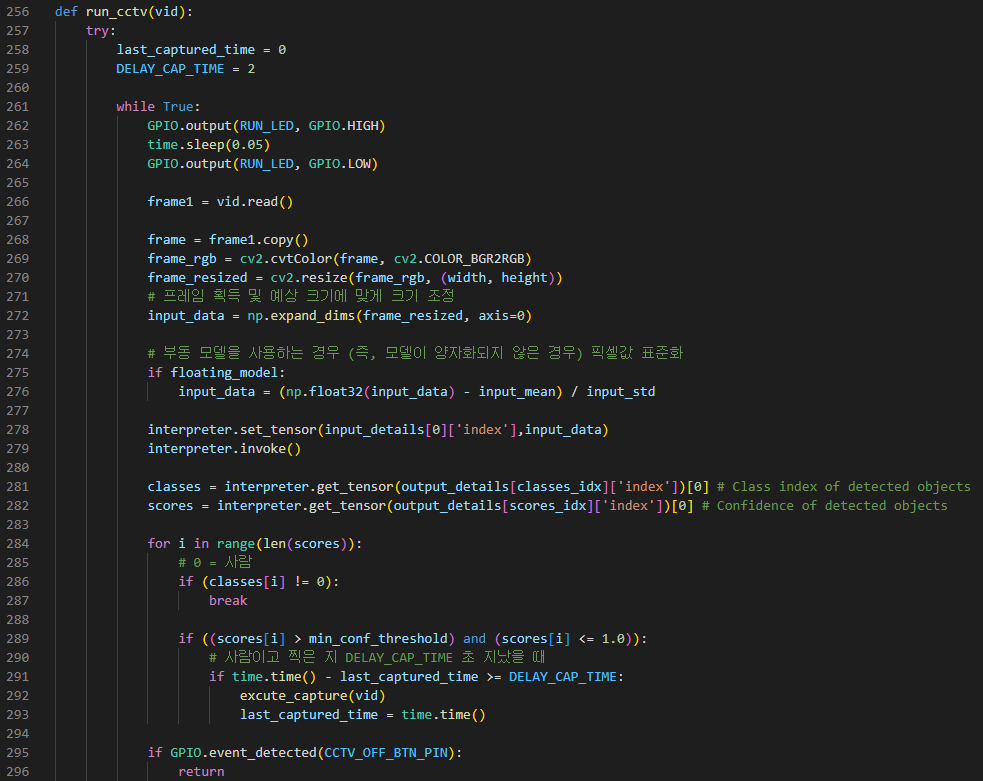 256 def run_cctv(vid):
257 try:
258 last_captured_time = 0
259 DELAY_CAP_TIME = 2
260
261 while True:
262 GPIO.output(RUN_LED, GPIO.HIGH)
263 time.sleep(0.05)
264 GPIO.output(RUN_LED, GPIO.LOW)
265
266 frame1 = vid.read()
267
268 frame = frame1.copy()
269 frame_rgb = cv2.cvtColor(frame, cv2.COLOR_BGR2RGB)
270 frame_resized = cv2.resize(frame_rgb, (width, height))
271 # 프레임 획득 및 예상 크기에 맞게 크기 조정
272 input_data = np.expand_dims(frame_resized, axis=0)
273
274 # 부동 모델을 사용하는 경우 (즉, 모델이 양자화되지 않은 경우) 픽셀값 표준화
275 if floating_model:
276 input_data = (np.float32(input_data) - input_mean) / input_std
277
278 interpreter.set_tensor(input_details[0]['index'],input_data)
279 interpreter.invoke()
280
281 classes = interpreter.get_tensor(output_details[classes_idx]['index'])[0] # Class index of detected objects
282 scores = interpreter.get_tensor(output_details[scores_idx]['index'])[0] # Confidence of detected objects
283
284 for i in range(len(scores)):
285 # 0 = 사람
286 if (classes[i] != 0):
287 break
288
289 if ((scores[i] > min_conf_threshold) and (scores[i] <= 1.0)):
290 # 사람이고 찍은 지 DELAY_CAP_TIME 초 지났을 때
291 if time.time() - last_captured_time >= DELAY_CAP_TIME:
292 excute_capture(vid)
293 last_captured_time = time.time()
294
295 if GPIO.event_detected(CCTV_OFF_BTN_PIN):
296 return